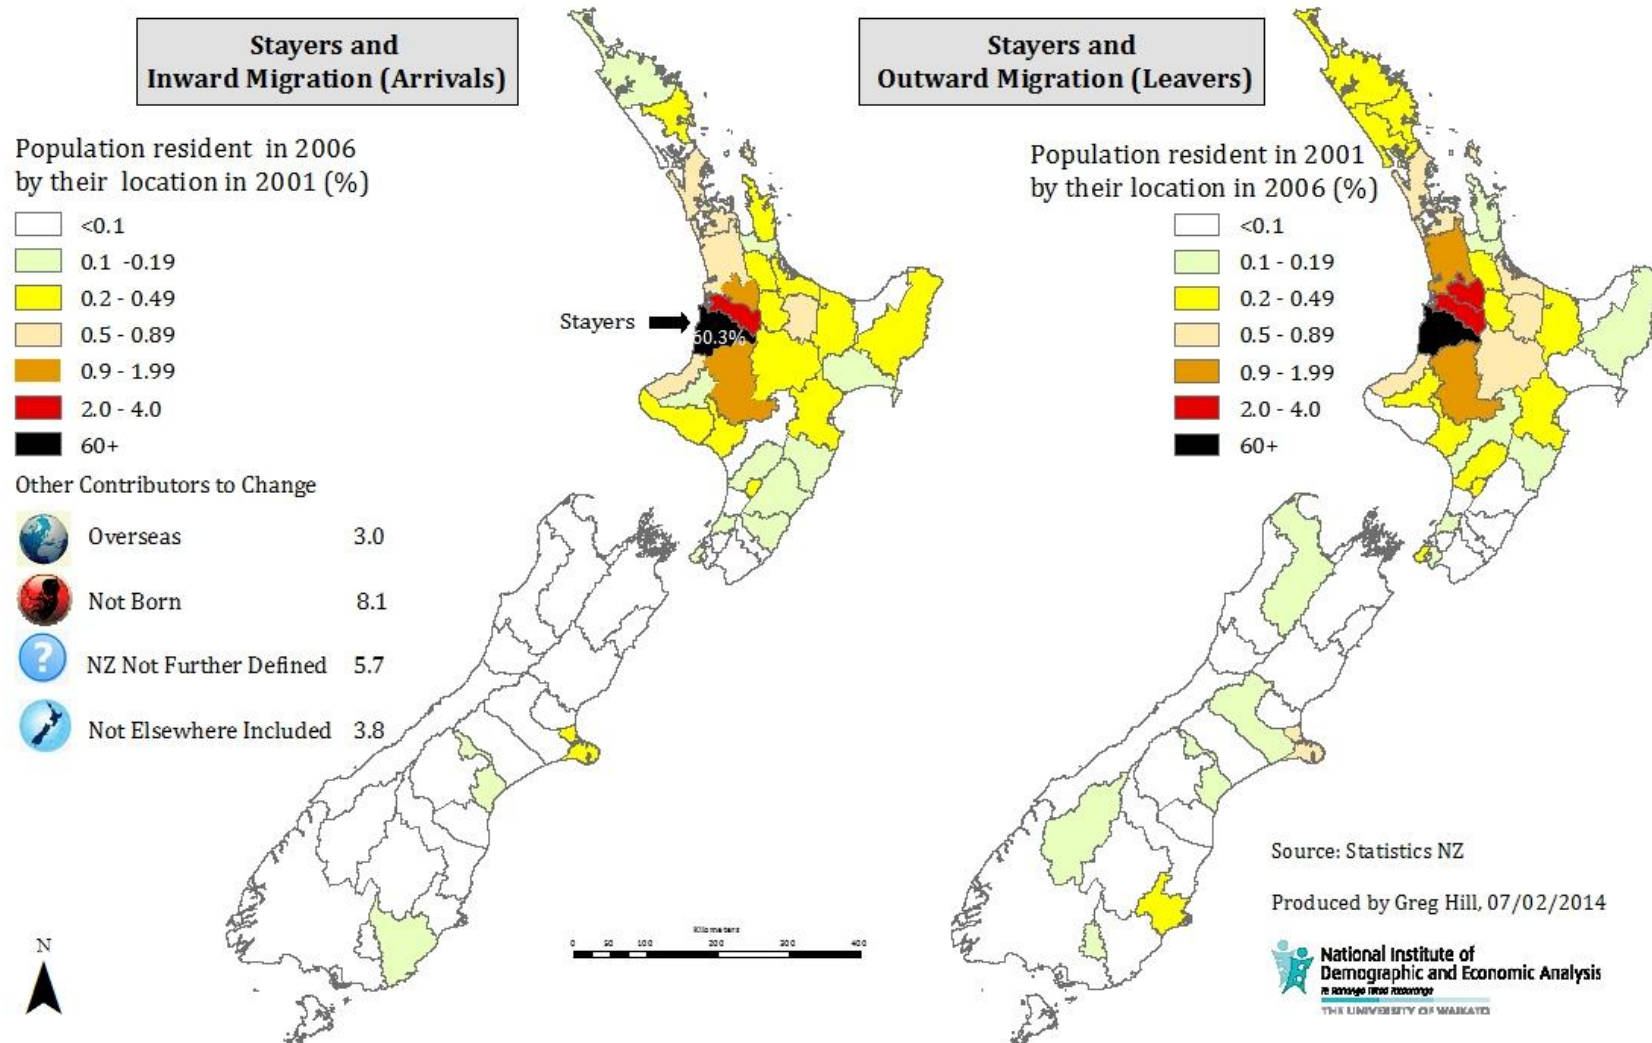 Stayers and
Inward Migration (Arrivals)
Population resident in 2006
by their location in 2001 (%)
<0.1
0.1 -0.19
0.2 - 0.49
0.5 - 0.89
0.9 - 1.99
2.0 - 4.0
60+
Other Contributors to Change
Overseas 3.0
Not Born 8.1
? NZ Not Further Defined 5.7
Not Elsewhere Included 3.8
Stayers
60.3%
N
Kilometers
0 50 100 200 300 400
Stayers and
Outward Migration (Leavers)
Population resident in 2001
by their location in 2006 (%)
<0.1
0.1 - 0.19
0.2 - 0.49
0.5 - 0.89
0.9 - 1.99
2.0 - 4.0
60+
Source: Statistics NZ
Produced by Greg Hill, 07/02/2014
National Institute of
Demographic and Economic Analysis
THE UNIVERSITY OF WAIKATO